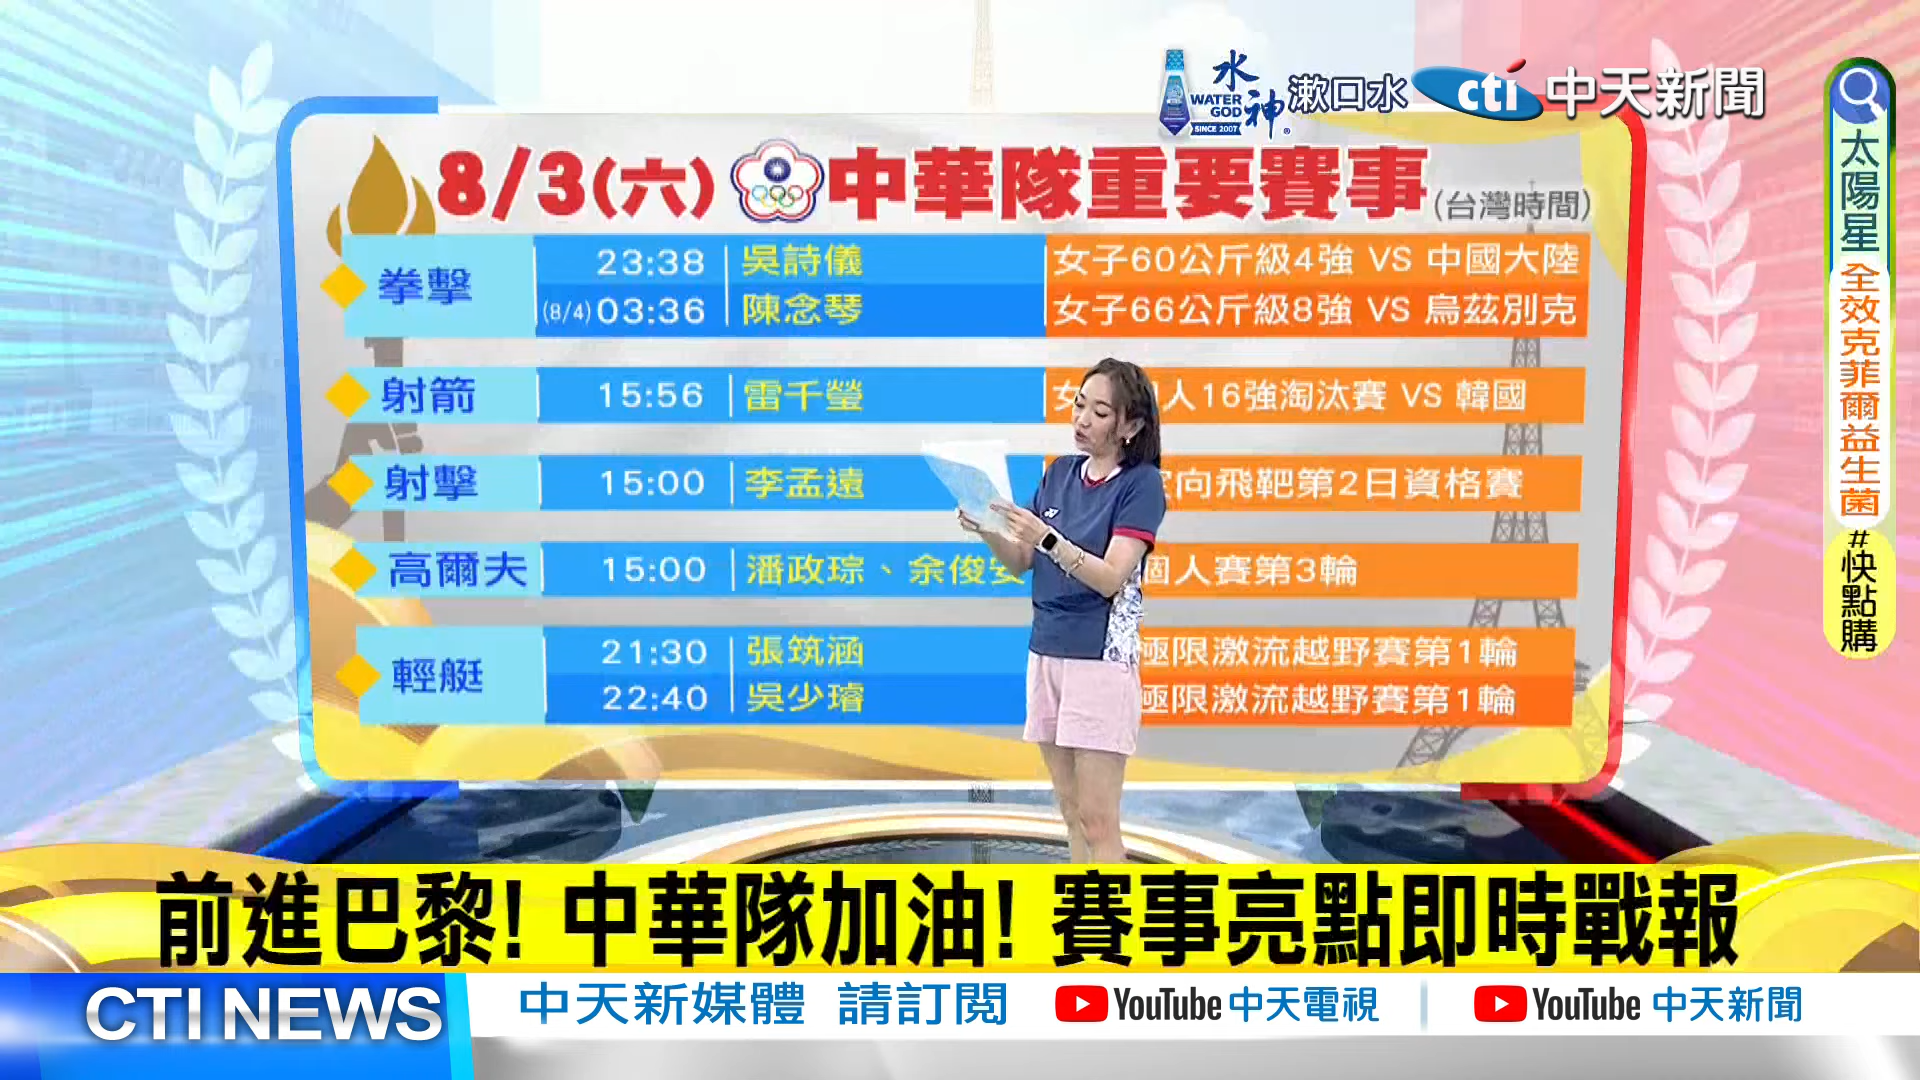 水神
WATER
GOD
SINCE 2007
漱口水
cti 中天新聞
8/3(六) 中華隊重要賽事(台灣時間)
拳擊
23:38 吳詩儀 女子60公斤級4強 VS 中國大陸
(8/4)03:36 陳念琴 女子66公斤級8強 VS 烏茲別克
射箭 15:56 雷千瑩 女 人16強淘汰賽 VS 韓國
射擊 15:00 李孟遠 定向飛靶第2日資格賽
高爾夫 15:00 潘政琮、余俊安 個人賽第3輪
輕艇
21:30 張筑涵 極限激流越野賽第1輪
22:40 吳少璿 極限激流越野賽第1輪
太陽星
全效克菲爾益生菌
#快點購
前進巴黎! 中華隊加油! 賽事亮點即時戰報
CTI NEWS
中天新媒體 請訂閱 YouTube 中天電視 YouTube 中天新聞